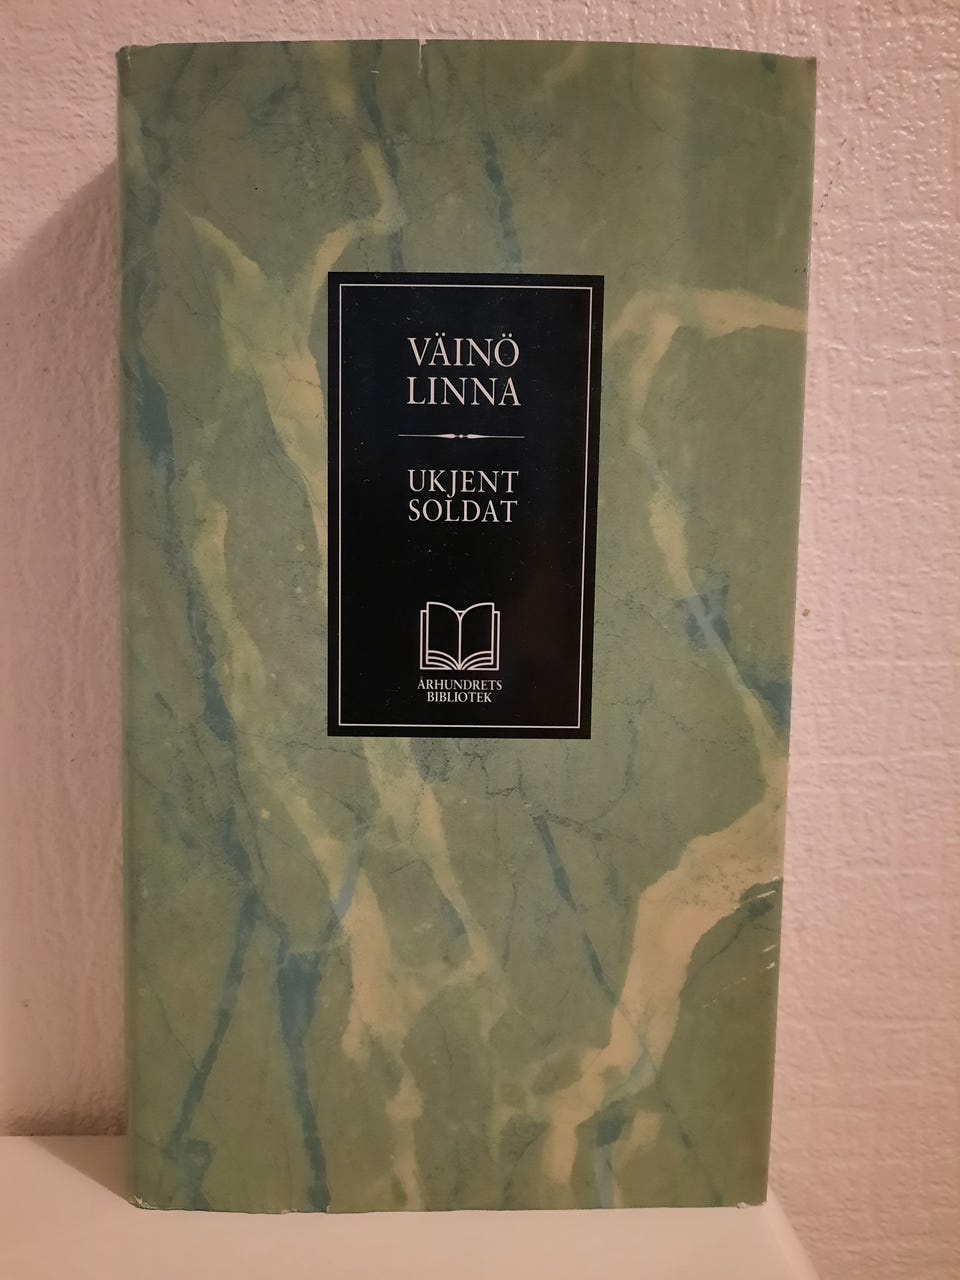 VÄINÖ
LINNA
UKJENT
SOLDAT
ÅRHUNDRETS
BIBLIOTEK